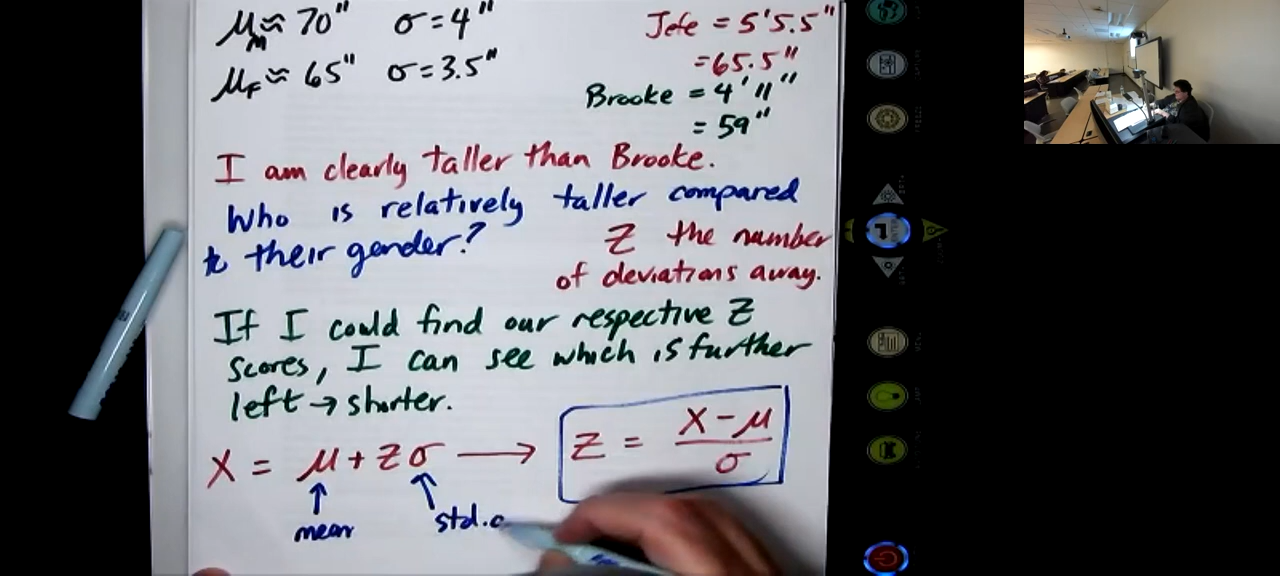 μM ≈ 70" σ = 4"
μF ≈ 65" σ = 3.5"
Jefe = 5'5.5"
= 65.5"
Brooke = 4'11"
= 59"
I am clearly taller than Brooke.
Who is relatively taller compared
to their gender?
Z the number
of deviations away.
If I could find our respective Z
scores, I can see which is further
left → shorter.
X = μ + Zσ → Z = (X - μ)/σ
↑ ↑
mean std.